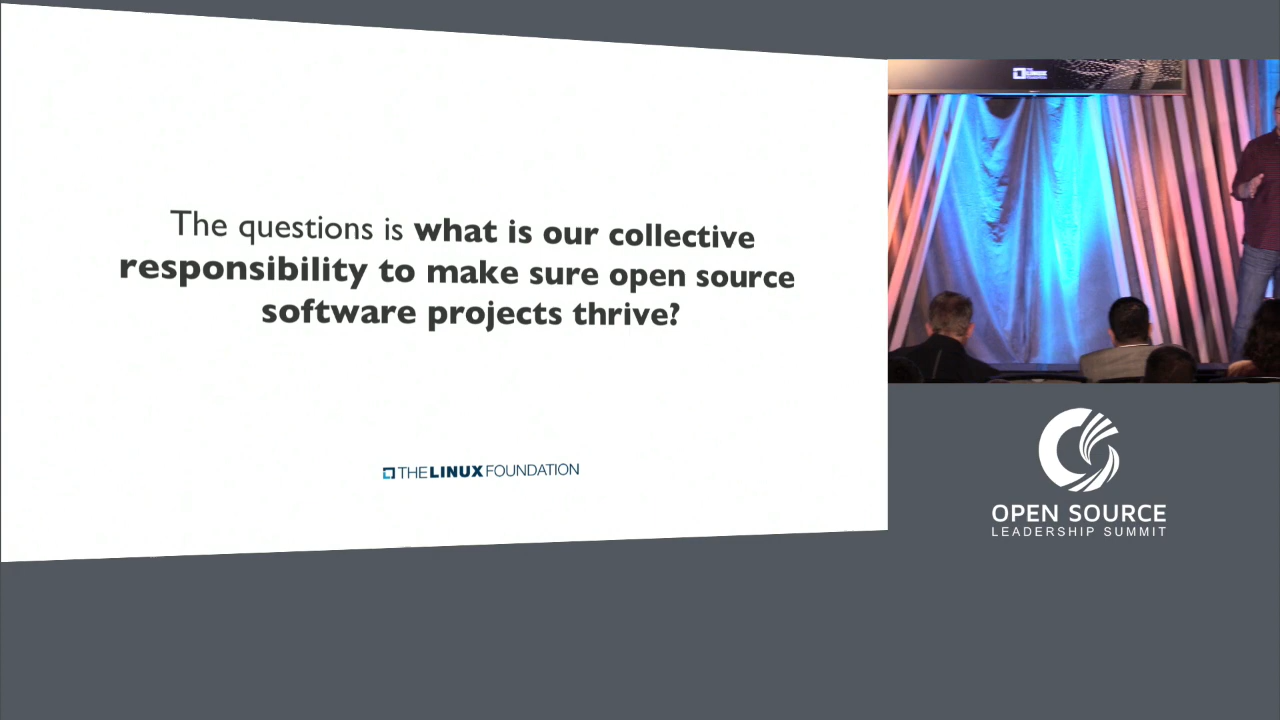 The questions is what is our collective
responsibility to make sure open source
software projects thrive?
THE LINUX FOUNDATION
OPEN SOURCE
LEADERSHIP SUMMIT